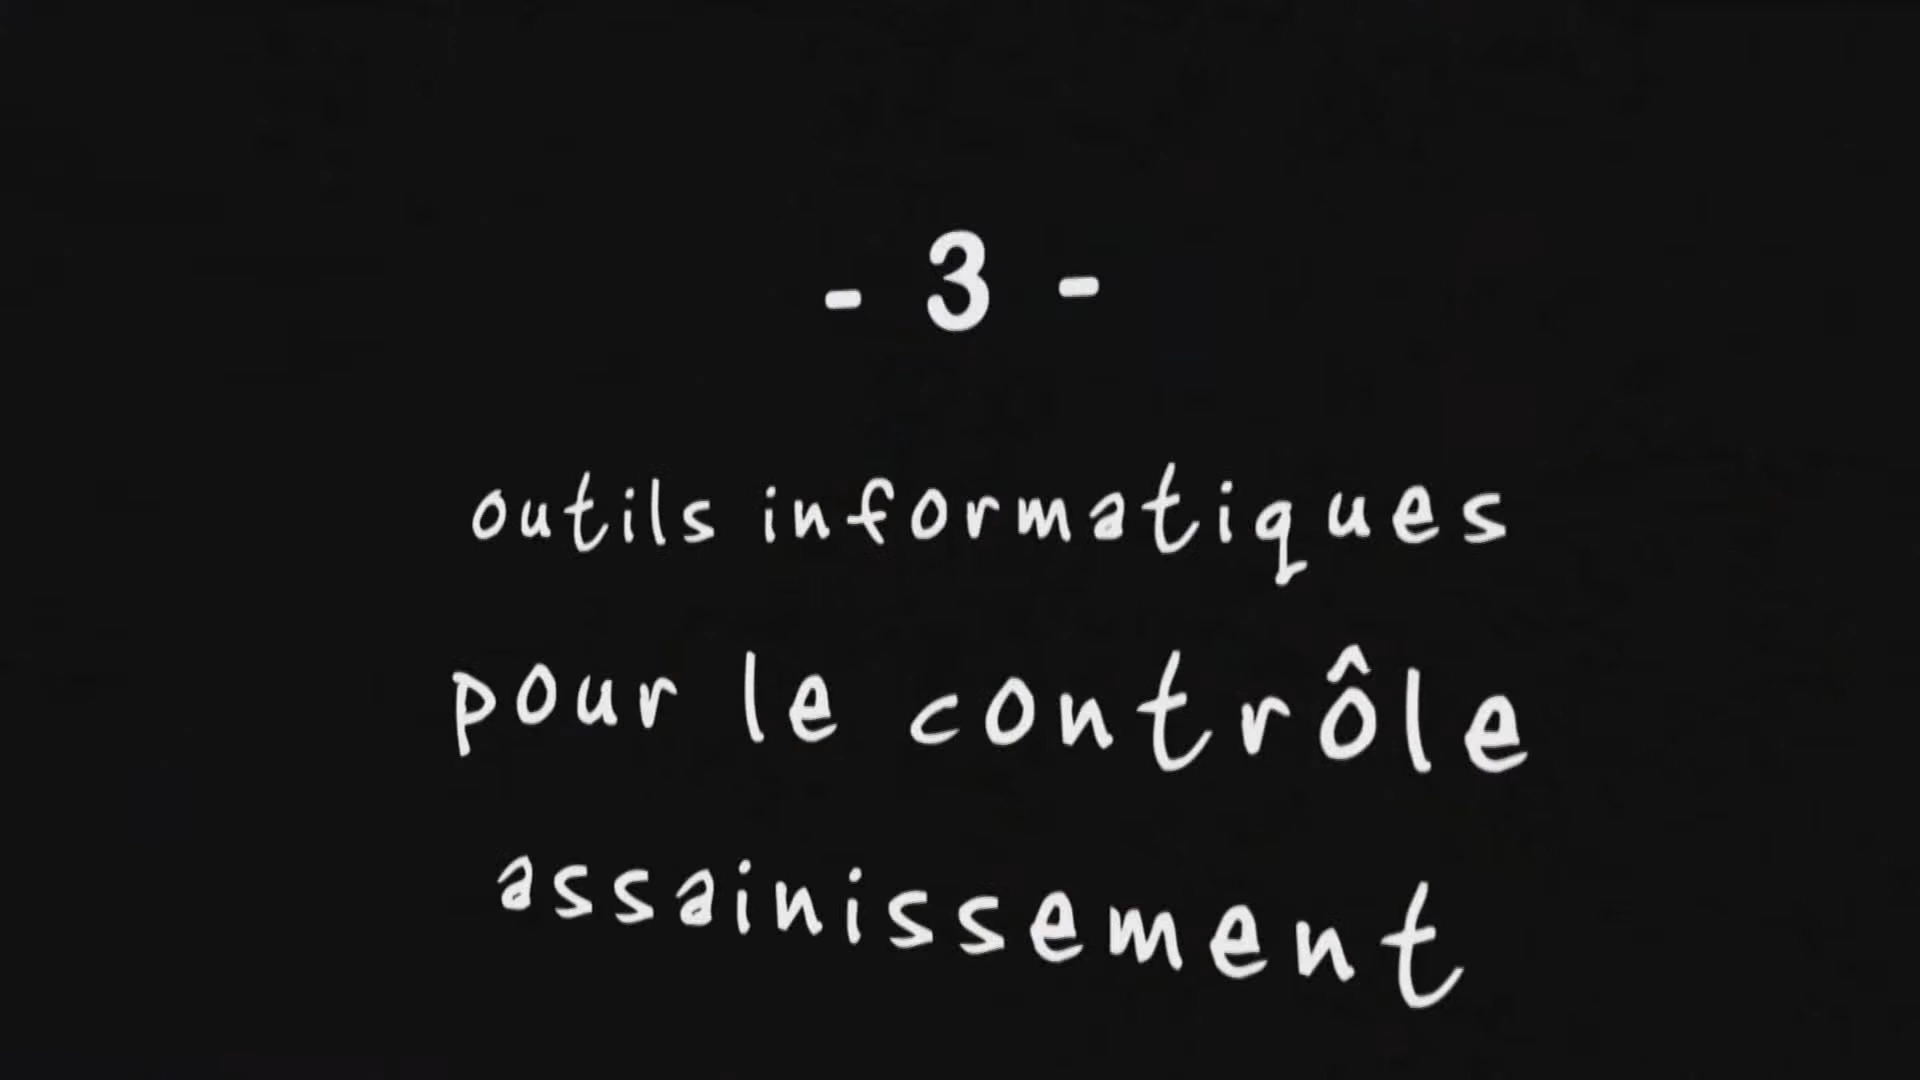 - 3 -
outils informatiques
pour le contrôle
assainissement